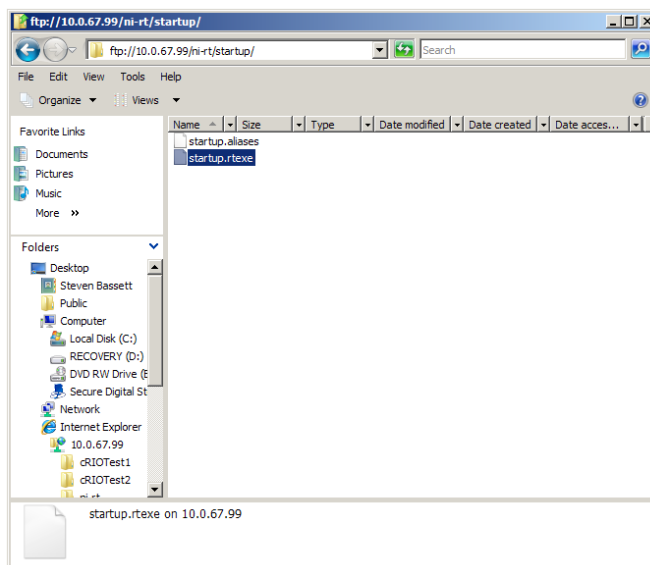 ftp://10.0.67.99/ni-rt/startup/
ftp://10.0.67.99/ni-rt/startup/ Search
File Edit View Tools Help
Organize Views
Favorite Links
Documents
Pictures
Music
More »
Name Size Type Date modified Date created Date acces...
startup.aliases
startup.rtexe
Folders
Desktop
Steven Bassett
Public
Computer
Local Disk (C:)
RECOVERY (D:)
DVD RW Drive (E
Secure Digital St
Network
Internet Explorer
10.0.67.99
cRIOTest1
cRIOTest2
ni-rt
startup.rtexe on 10.0.67.99